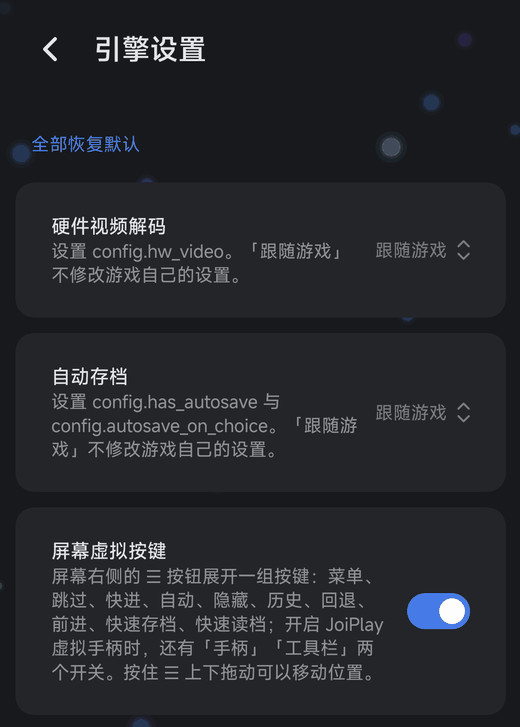 引擎设置
全部恢复默认
硬件视频解码
设置 config.hw_video。「跟随游戏」
不修改游戏自己的设置。
跟随游戏
自动存档
设置 config.has_autosave 与
config.autosave_on_choice。「跟随游
戏」不修改游戏自己的设置。
跟随游戏
屏幕虚拟按键
屏幕右侧的 ☰ 按钮展开一组按键：菜单、
跳过、快进、自动、隐藏、历史、回退、
前进、快速存档、快速读档；开启 JoiPlay
虚拟手柄时，还有「手柄」「工具栏」两
个开关。按住 ☰ 上下拖动可以移动位置。